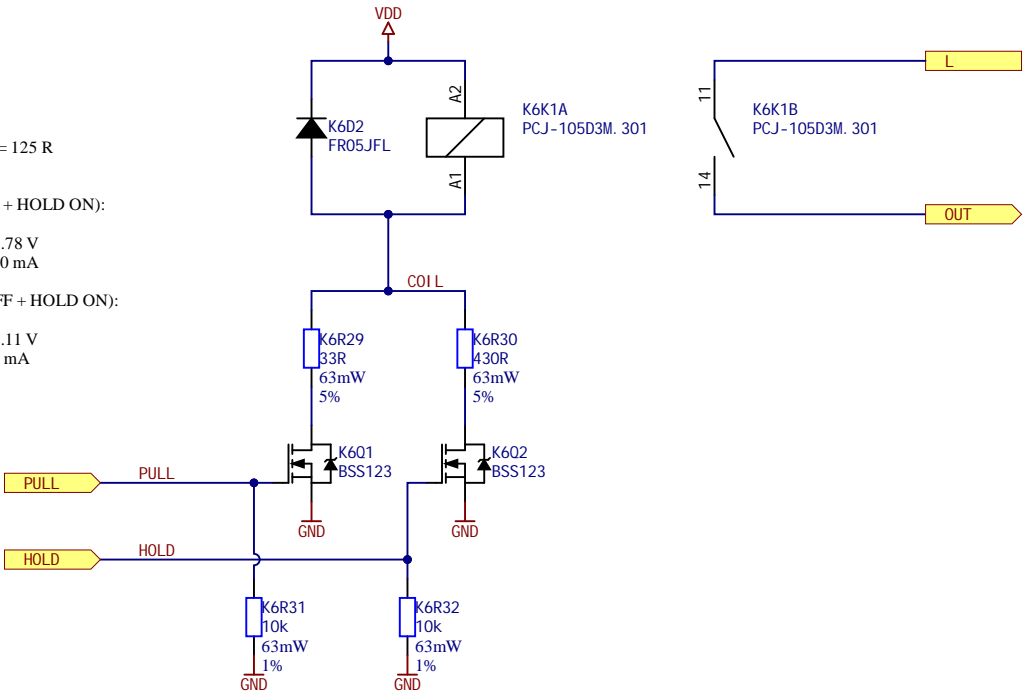 VDD
A2
A1
K6D2
FR05JFL
K6K1A
PCJ-105D3M.301
11
14
K6K1B
PCJ-105D3M.301
L
OUT
= 125 R
+ HOLD ON):
.78 V
0 mA
FF + HOLD ON):
.11 V
mA
COIL
K6R29
33R
63mW
5%
K6R30
430R
63mW
5%
K6Q1
BSS123
K6Q2
BSS123
PULL
PULL
GND
GND
HOLD
HOLD
K6R31
10k
63mW
1%
GND
K6R32
10k
63mW
1%
GND